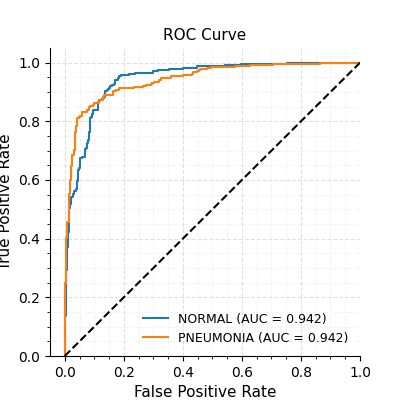 ROC Curve
True Positive Rate
1.0
0.8
0.6
0.4
0.2
0.0
NORMAL (AUC = 0.942)
PNEUMONIA (AUC = 0.942)
0.0 0.2 0.4 0.6 0.8 1.0
False Positive Rate